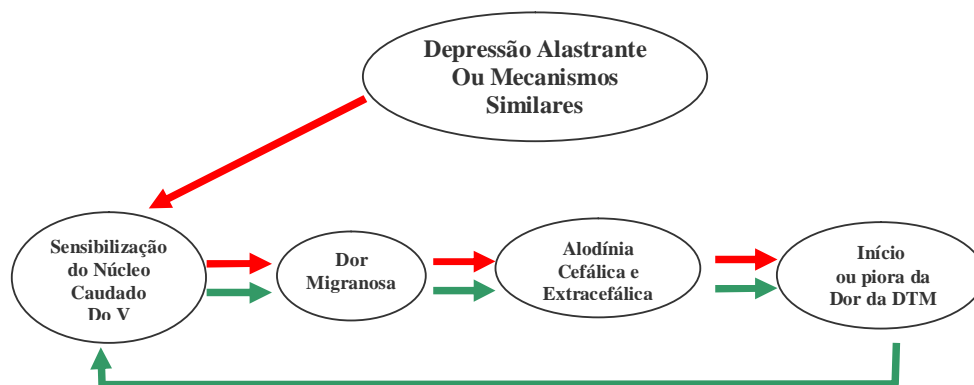 Depressão Alastrante
Ou Mecanismos
Similares
Sensibilização
do Núcleo
Caudado
Do V
Dor
Migranosa
Alodínia
Cefálica e
Extracefálica
Início
ou piora da
Dor da DTM